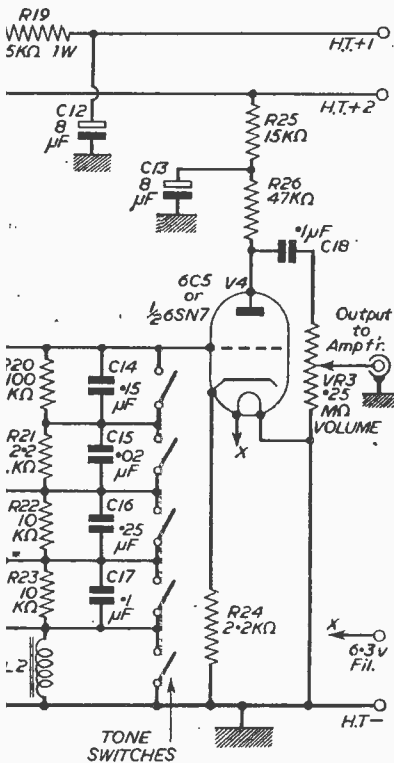 R19
5KΩ 1W
H.T.+1
H.T.+2
C12
8
μF
R25
15KΩ
C13
8
μF
R26
47KΩ
·1μF
C18
6C5
or
½6SN7
V4
Output
to
Ampfr.
VR3
·25
MΩ
VOLUME
R20
100
KΩ
C14
·15
μF
R21
2·2
KΩ
C15
·02
μF
R22
10
KΩ
C16
·25
μF
R23
10
KΩ
C17
·1
μF
X
R24
2·2KΩ
L2
X
6·3v
Fil.
H.T-
TONE
SWITCHES